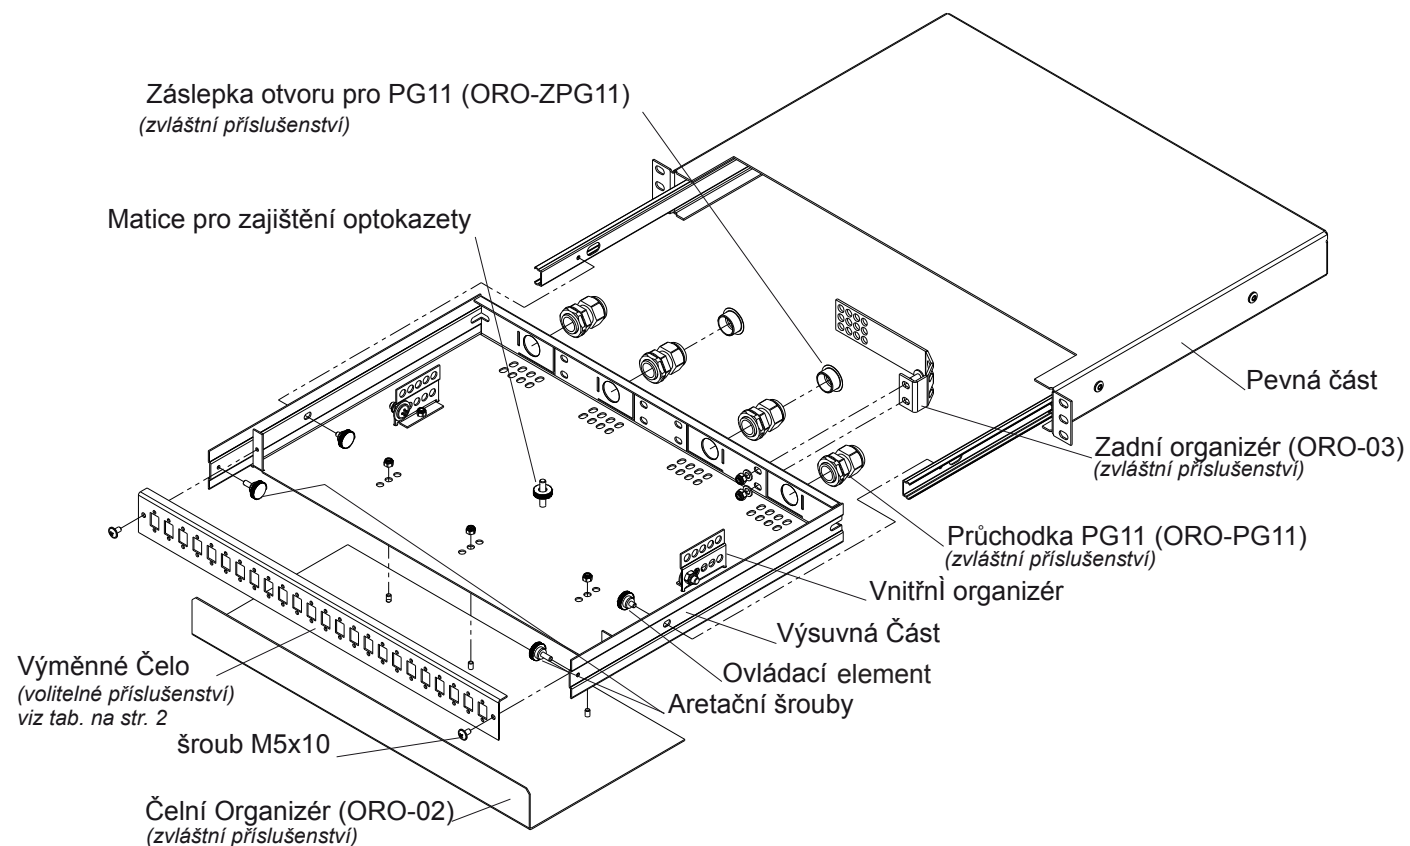 Záslepka otvoru pro PG11 (ORO-ZPG11)
(zvláštní příslušenství)
Matice pro zajištění optokazety
Pevná část
Zadní organizér (ORO-03)
(zvláštní příslušenství)
Průchodka PG11 (ORO-PG11)
(zvláštní příslušenství)
VnitřnÌ organizér
Výsuvná Část
Ovládací element
Aretační šrouby
Výměnné Čelo
(volitelné příslušenství)
viz tab. na str. 2
šroub M5x10
Čelní Organizér (ORO-02)
(zvláštní příslušenství)